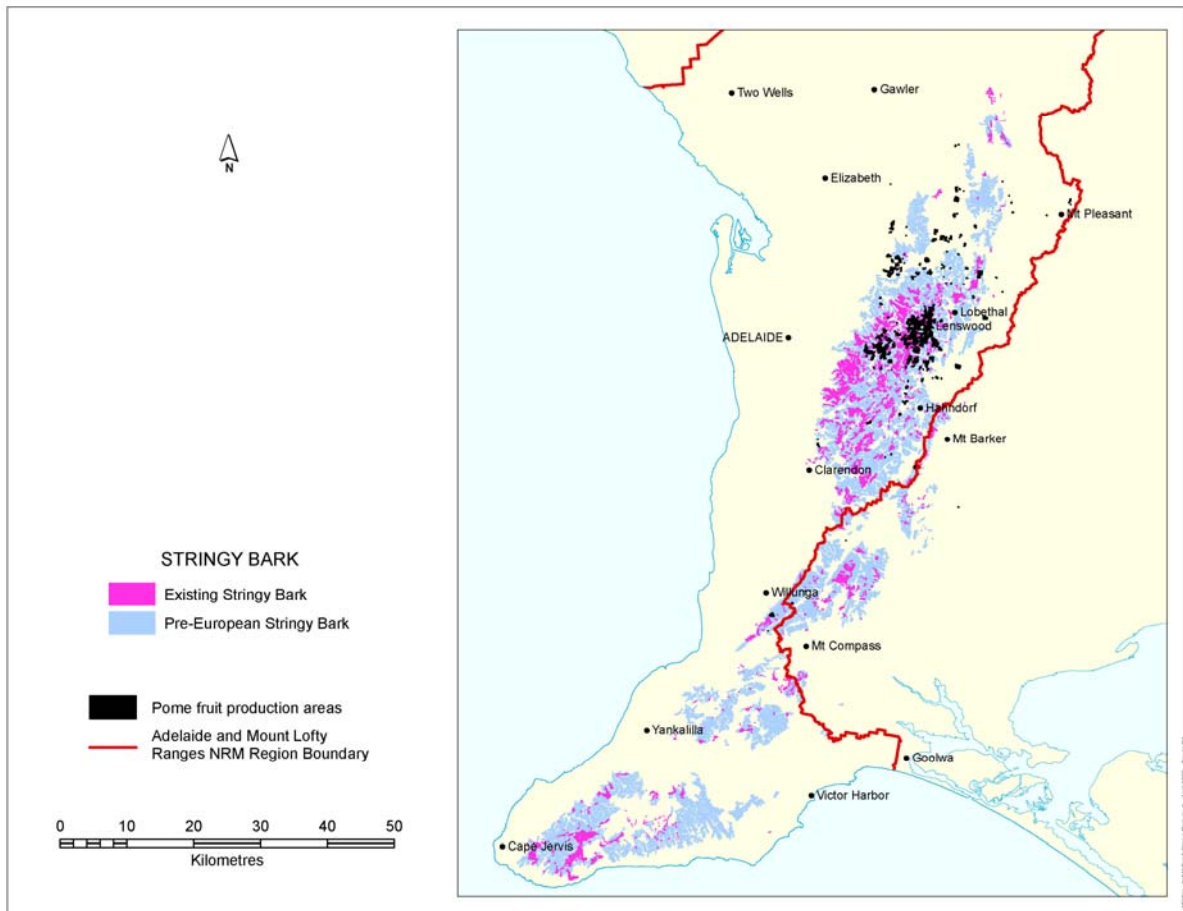 N
STRINGY BARK
Existing Stringy Bark
Pre-European Stringy Bark
Pome fruit production areas
Adelaide and Mount Lofty
Ranges NRM Region Boundary
0 10 20 30 40 50
Kilometres
Two Wells
Gawler
Elizabeth
Mt Pleasant
Lobethal
Lenswood
ADELAIDE
Hahndorf
Mt Barker
Clarendon
Willunga
Mt Compass
Yankalilla
Goolwa
Victor Harbor
Cape Jervis